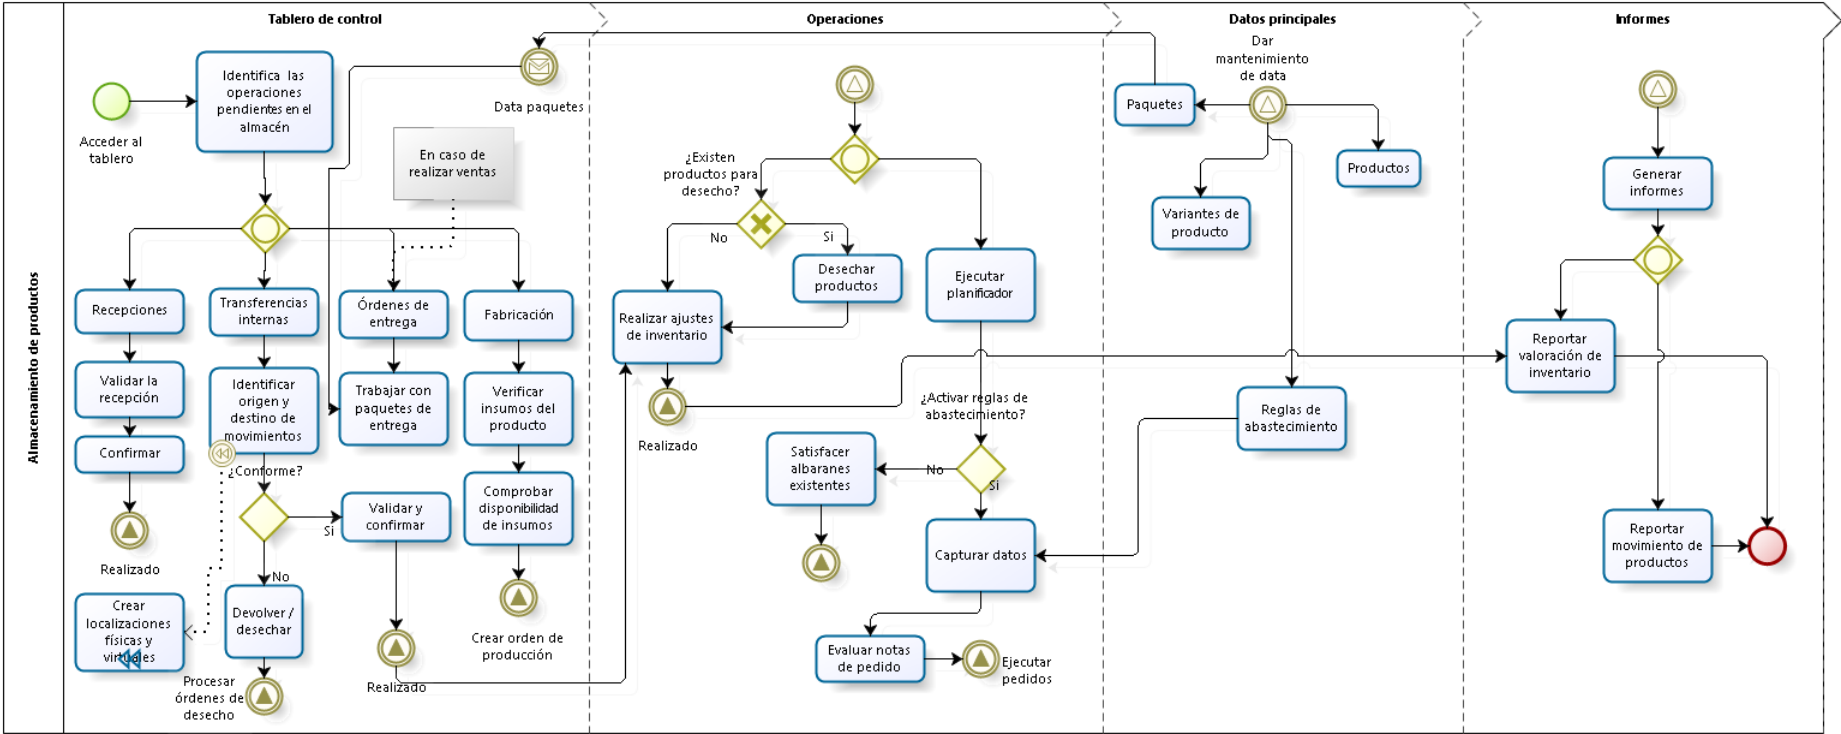 Tablero de control
Operaciones
Datos principales
Informes
Almacenamiento de productos
Acceder al
tablero
Identifica las
operaciones
pendientes en el
almacén
Data paquetes
En caso de
realizar ventas
Recepciones
Transferencias
internas
Órdenes de
entrega
Fabricación
Validar la
recepción
Identificar
origen y
destino de
movimientos
Trabajar con
paquetes de
entrega
Verificar
insumos del
producto
Confirmar
¿Conforme?
Si
No
Validar y
confirmar
Comprobar
disponibilidad
de insumos
Realizado
Crear
localizaciones
físicas y
virtuales
Devolver /
desechar
Procesar
órdenes de
desecho
Realizado
Crear orden de
producción
¿Existen
productos para
desecho?
No
Si
Desechar
productos
Ejecutar
planificador
Realizar ajustes
de inventario
Realizado
¿Activar reglas de
abastecimiento?
No
Si
Satisfacer
albaranes
existentes
Capturar datos
Evaluar notas
de pedido
Ejecutar
pedidos
Dar
mantenimiento
de data
Paquetes
Productos
Variantes de
producto
Reglas de
abastecimiento
Generar
informes
Reportar
valoración de
inventario
Reportar
movimiento de
productos